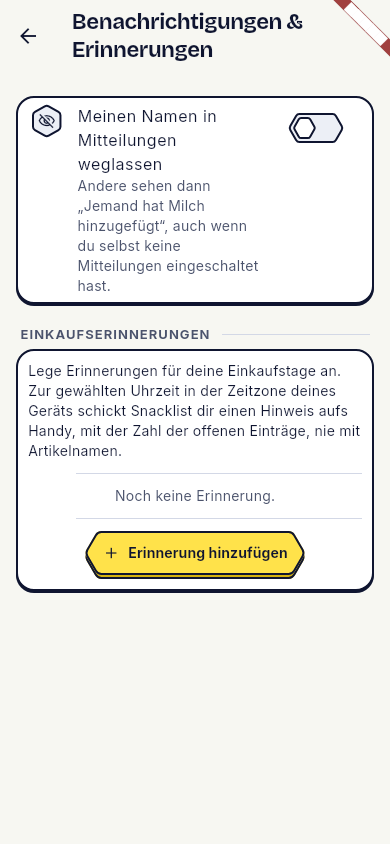 Benachrichtigungen &
Erinnerungen
Meinen Namen in
Mitteilungen
weglassen
Andere sehen dann
„Jemand hat Milch
hinzugefügt“, auch wenn
du selbst keine
Mitteilungen eingeschaltet
hast.
EINKAUFSERINNERUNGEN
Lege Erinnerungen für deine Einkaufstage an.
Zur gewählten Uhrzeit in der Zeitzone deines
Geräts schickt Snacklist dir einen Hinweis aufs
Handy, mit der Zahl der offenen Einträge, nie mit
Artikelnamen.
Noch keine Erinnerung.
Erinnerung hinzufügen